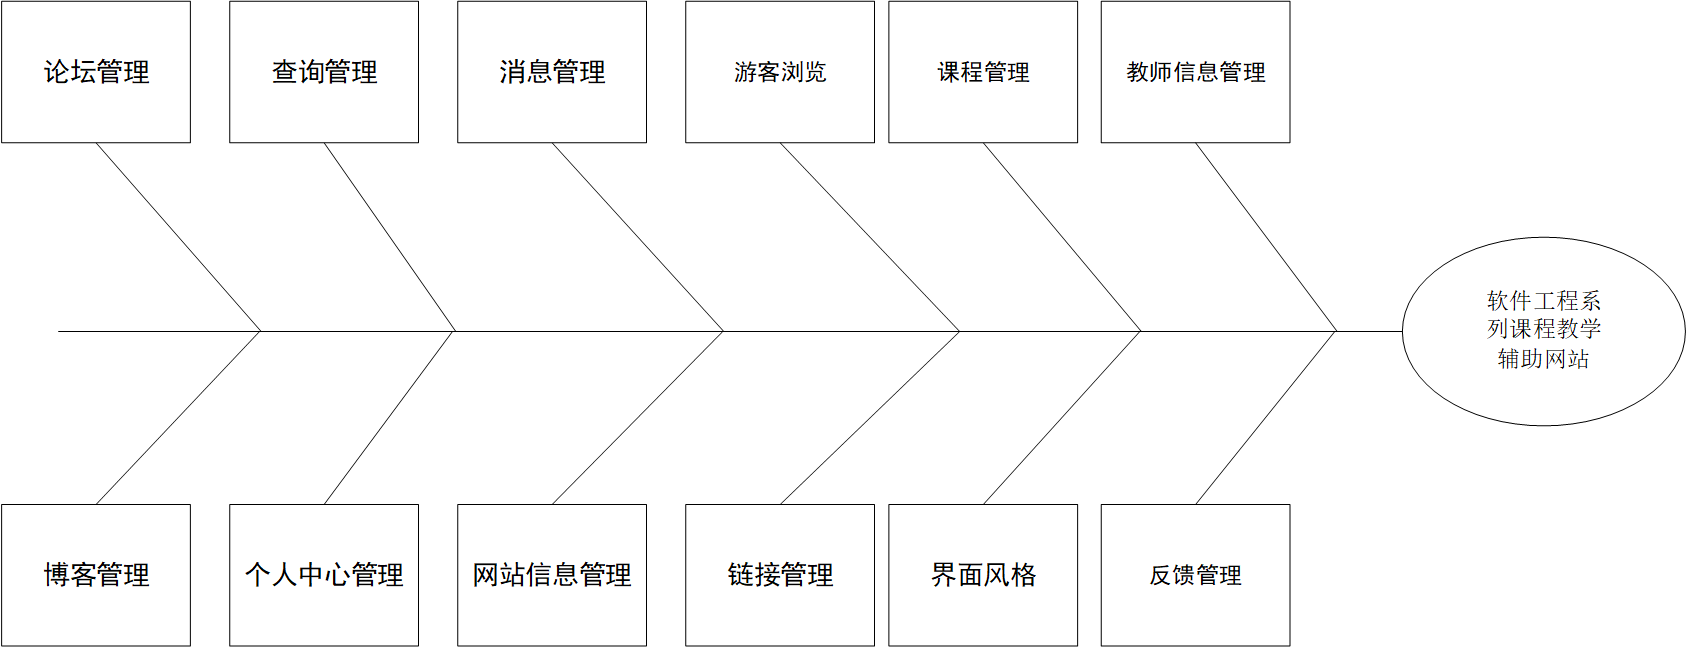 论坛管理
查询管理
消息管理
游客浏览
课程管理
教师信息管理
软件工程系
列课程教学
辅助网站
博客管理
个人中心管理
网站信息管理
链接管理
界面风格
反馈管理